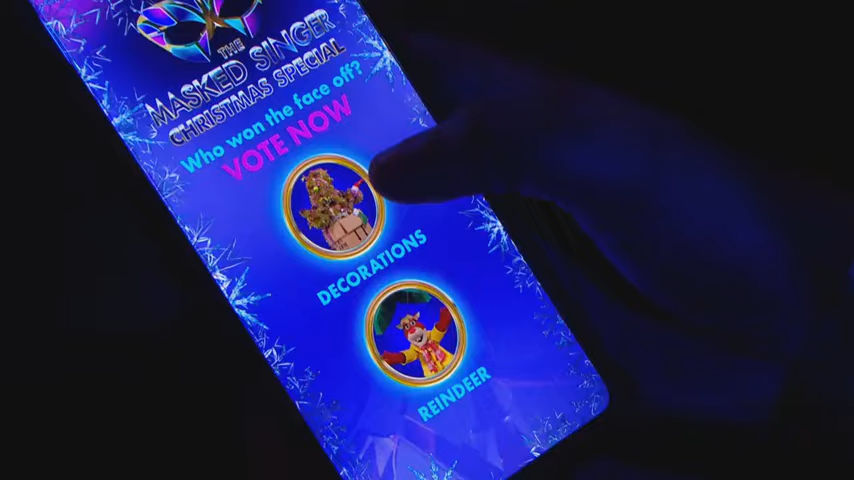 THE
MASKED SINGER
CHRISTMAS SPECIAL
Who won the face off?
VOTE NOW
DECORATIONS
REINDEER